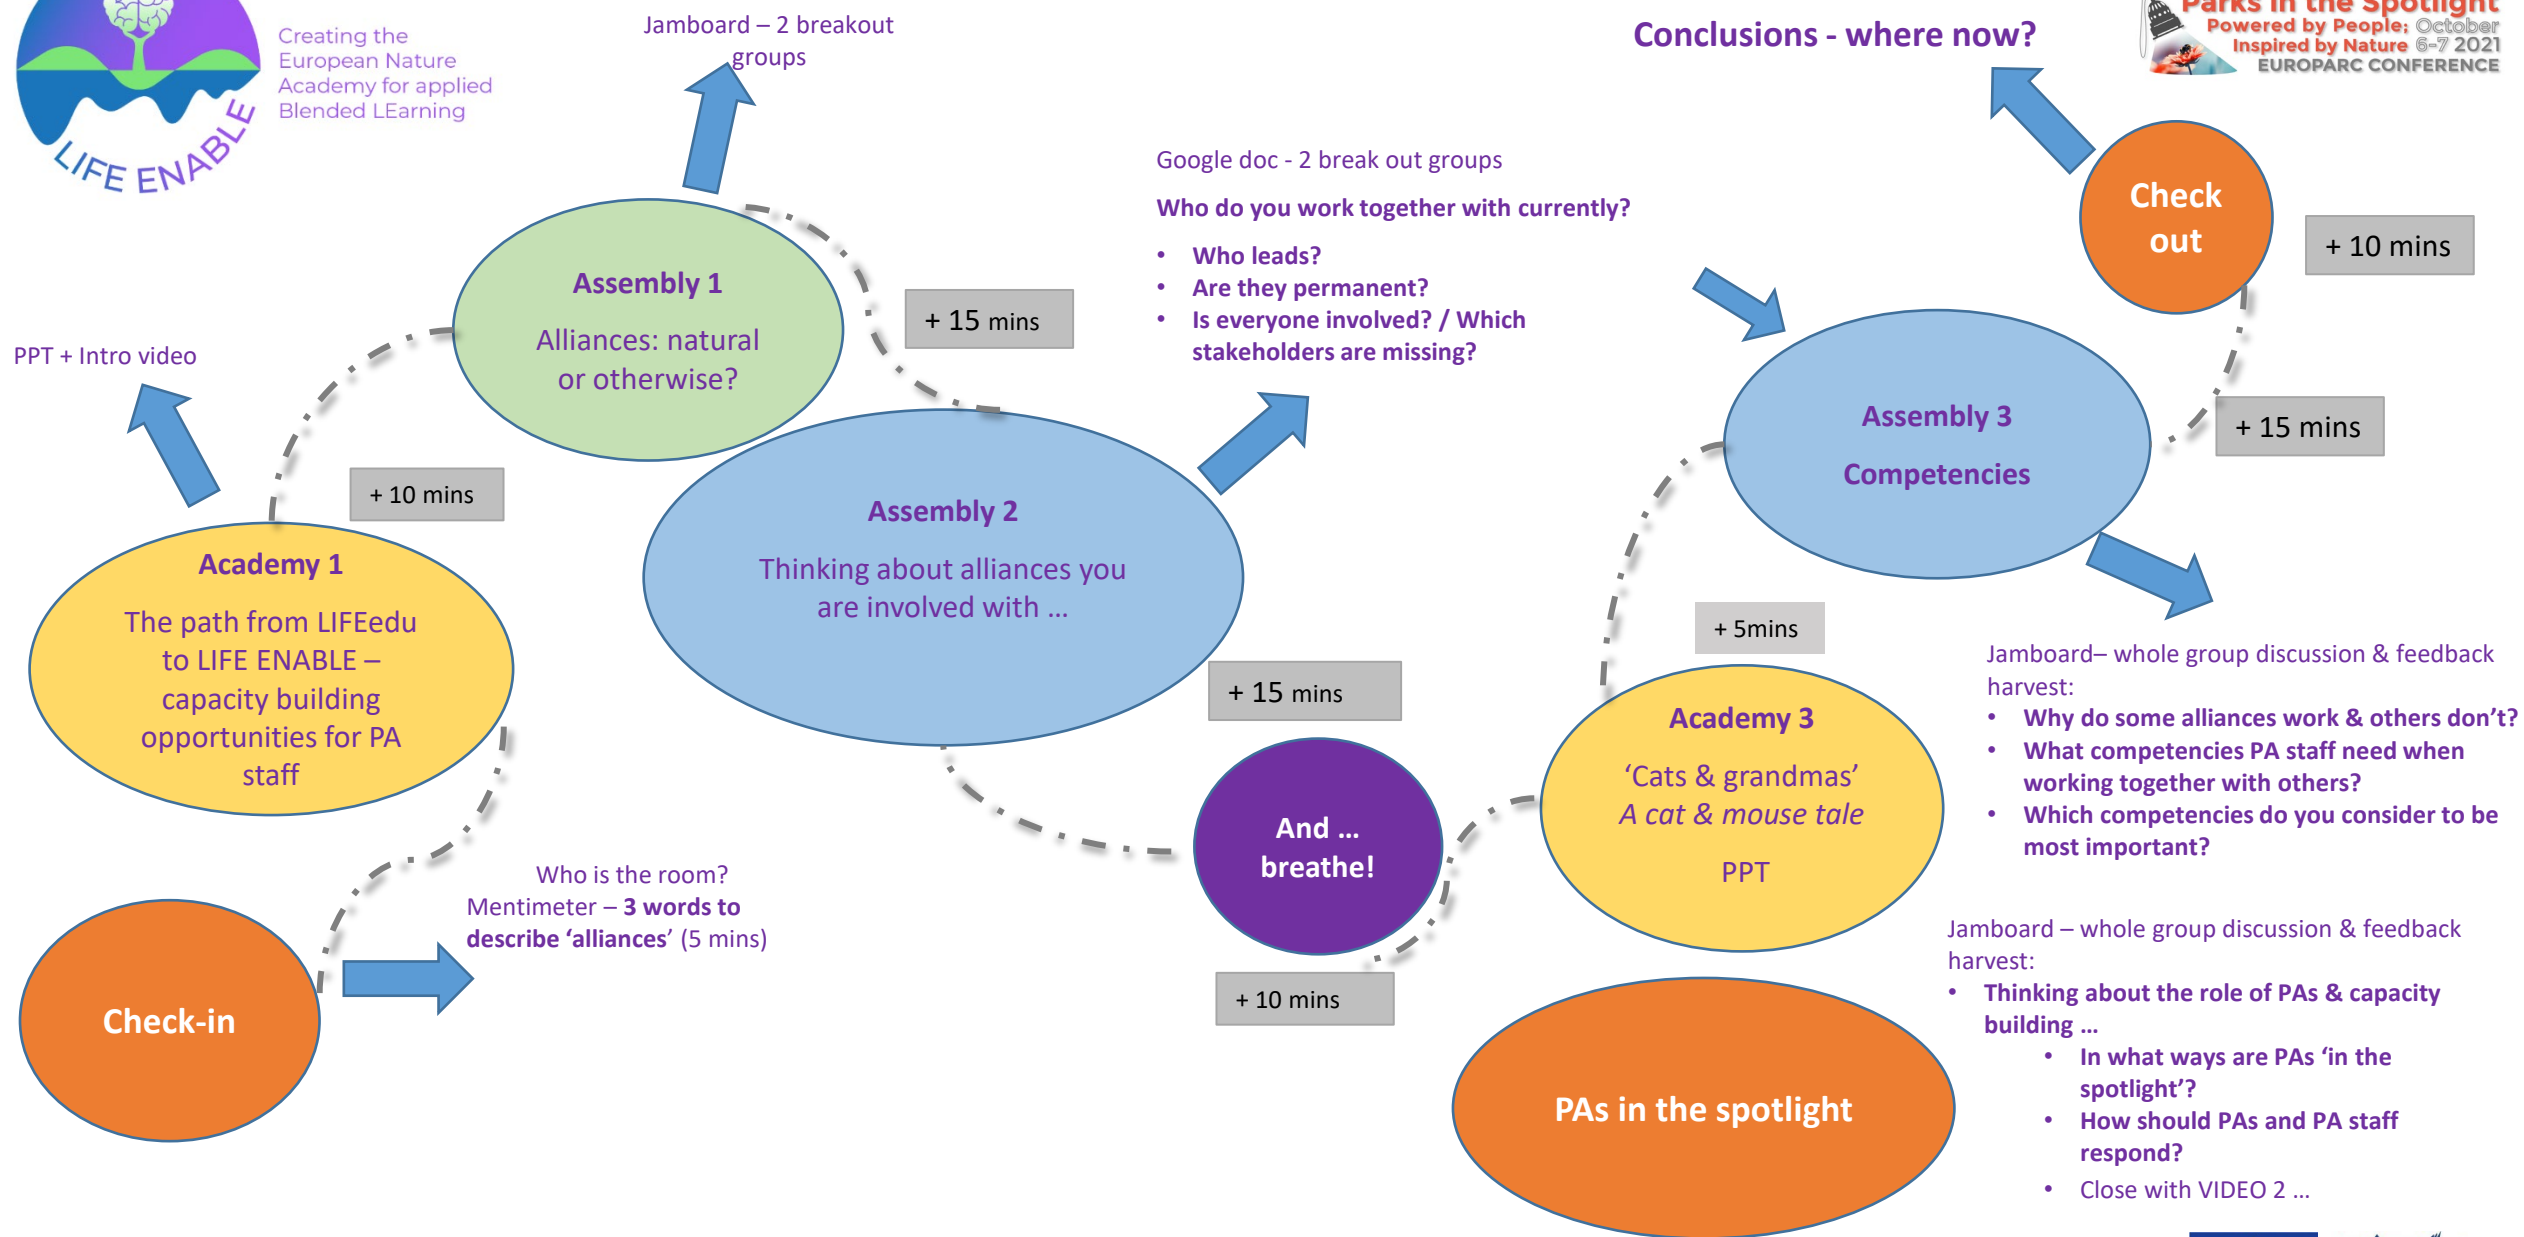 Creating the
European Nature
Academy for applied
Blended LEarning
LIFE ENABLE
Jamboard – 2 breakout
groups
Conclusions - where now?
Parks in the Spotlight
Powered by People; October
Inspired by Nature 6-7 2021
EUROPARC CONFERENCE
Check
out
+ 10 mins
Google doc - 2 break out groups
Who do you work together with currently?
• Who leads?
• Are they permanent?
• Is everyone involved? / Which
stakeholders are missing?
Assembly 1
Alliances: natural
or otherwise?
+ 15 mins
PPT + Intro video
+ 10 mins
Academy 1
The path from LIFEedu
to LIFE ENABLE –
capacity building
opportunities for PA
staff
Assembly 2
Thinking about alliances you
are involved with ...
+ 15 mins
Assembly 3
Competencies
+ 15 mins
+ 5mins
Academy 3
‘Cats & grandmas’
A cat & mouse tale
PPT
And ...
breathe!
+ 10 mins
Who is the room?
Mentimeter – 3 words to
describe ‘alliances’ (5 mins)
Check-in
Jamboard– whole group discussion & feedback
harvest:
• Why do some alliances work & others don’t?
• What competencies PA staff need when
working together with others?
• Which competencies do you consider to be
most important?
PAs in the spotlight
Jamboard – whole group discussion & feedback
harvest:
• Thinking about the role of PAs & capacity
building ...
• In what ways are PAs ‘in the
spotlight’?
• How should PAs and PA staff
respond?
• Close with VIDEO 2 ...